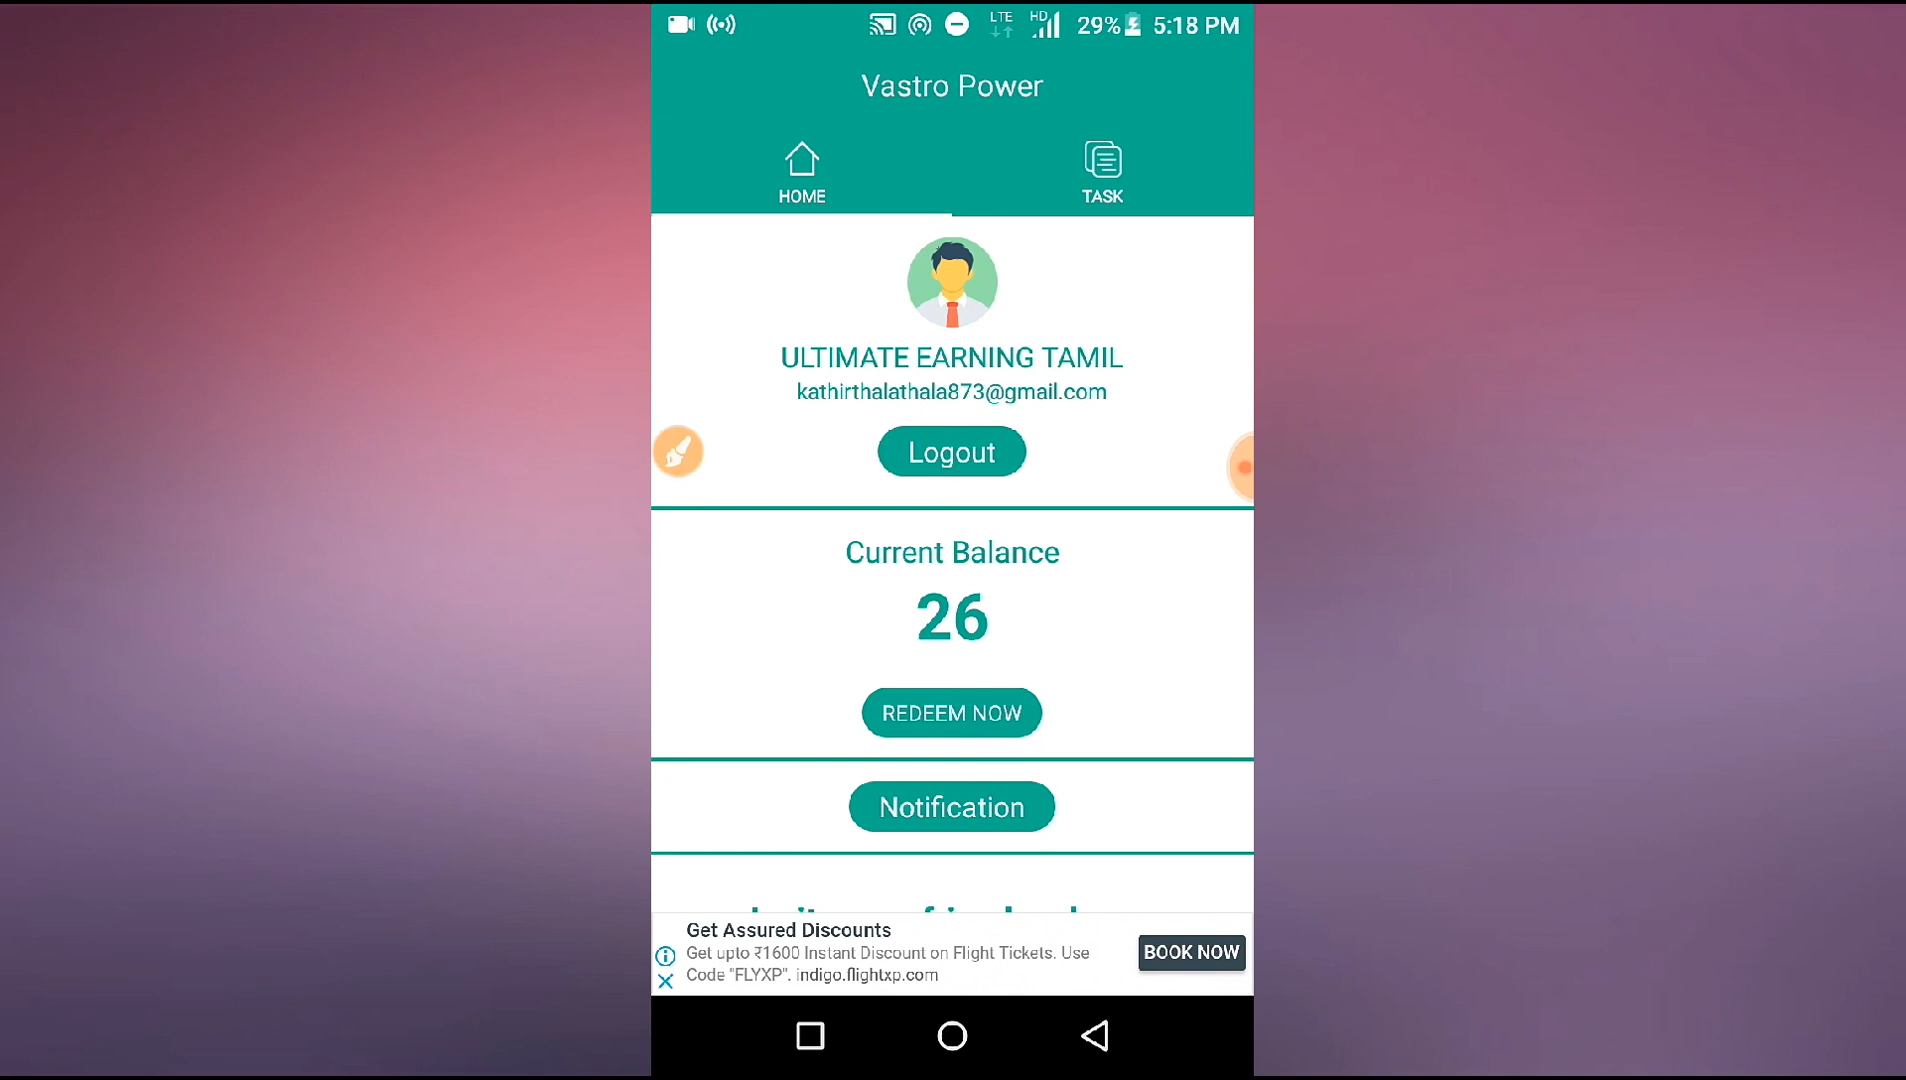 LTE HD 29% 5:18 PM
Vastro Power
HOME TASK
ULTIMATE EARNING TAMIL
kathirthalathala873@gmail.com
Logout
Current Balance
26
REDEEM NOW
Notification
Get Assured Discounts
Get upto ₹1600 Instant Discount on Flight Tickets. Use
Code "FLYXP". indigo.flightxp.com
BOOK NOW